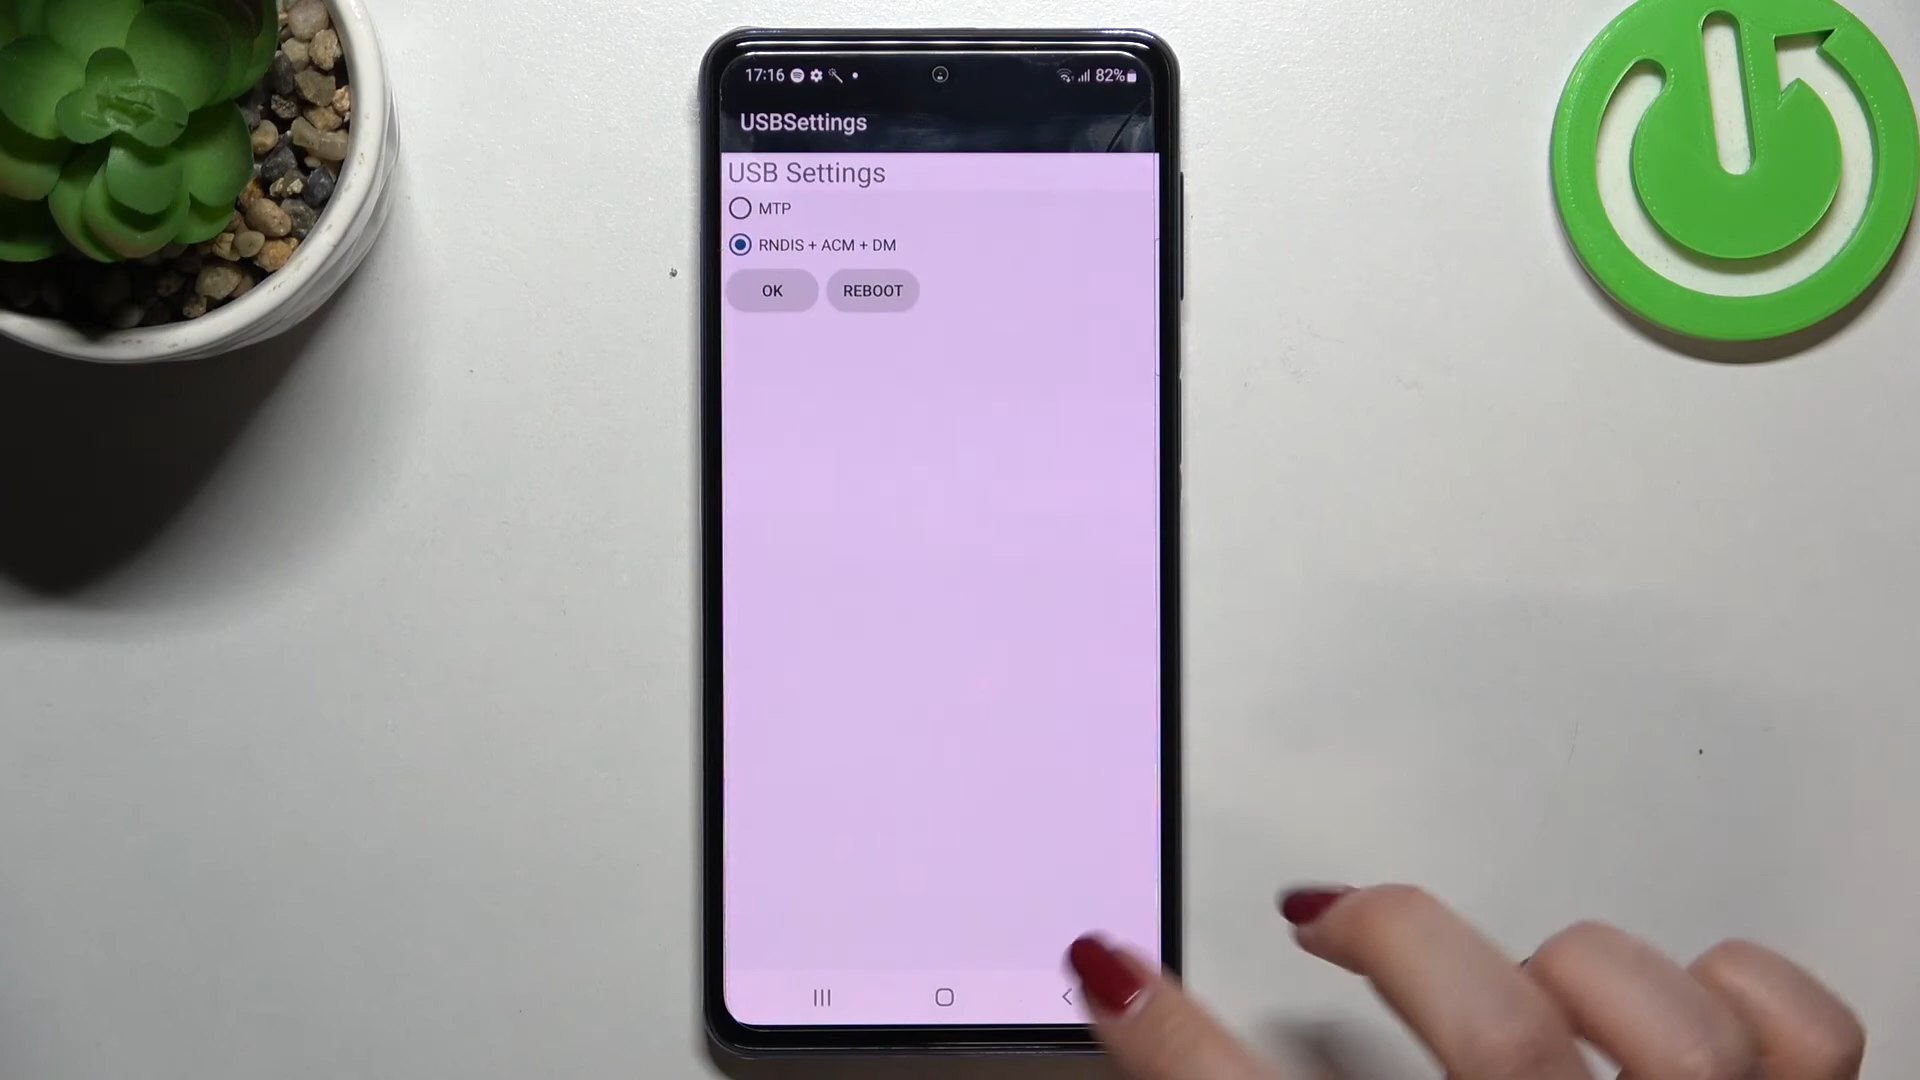 17:16 82%
USBSettings
USB Settings
MTP
RNDIS + ACM + DM
OK REBOOT